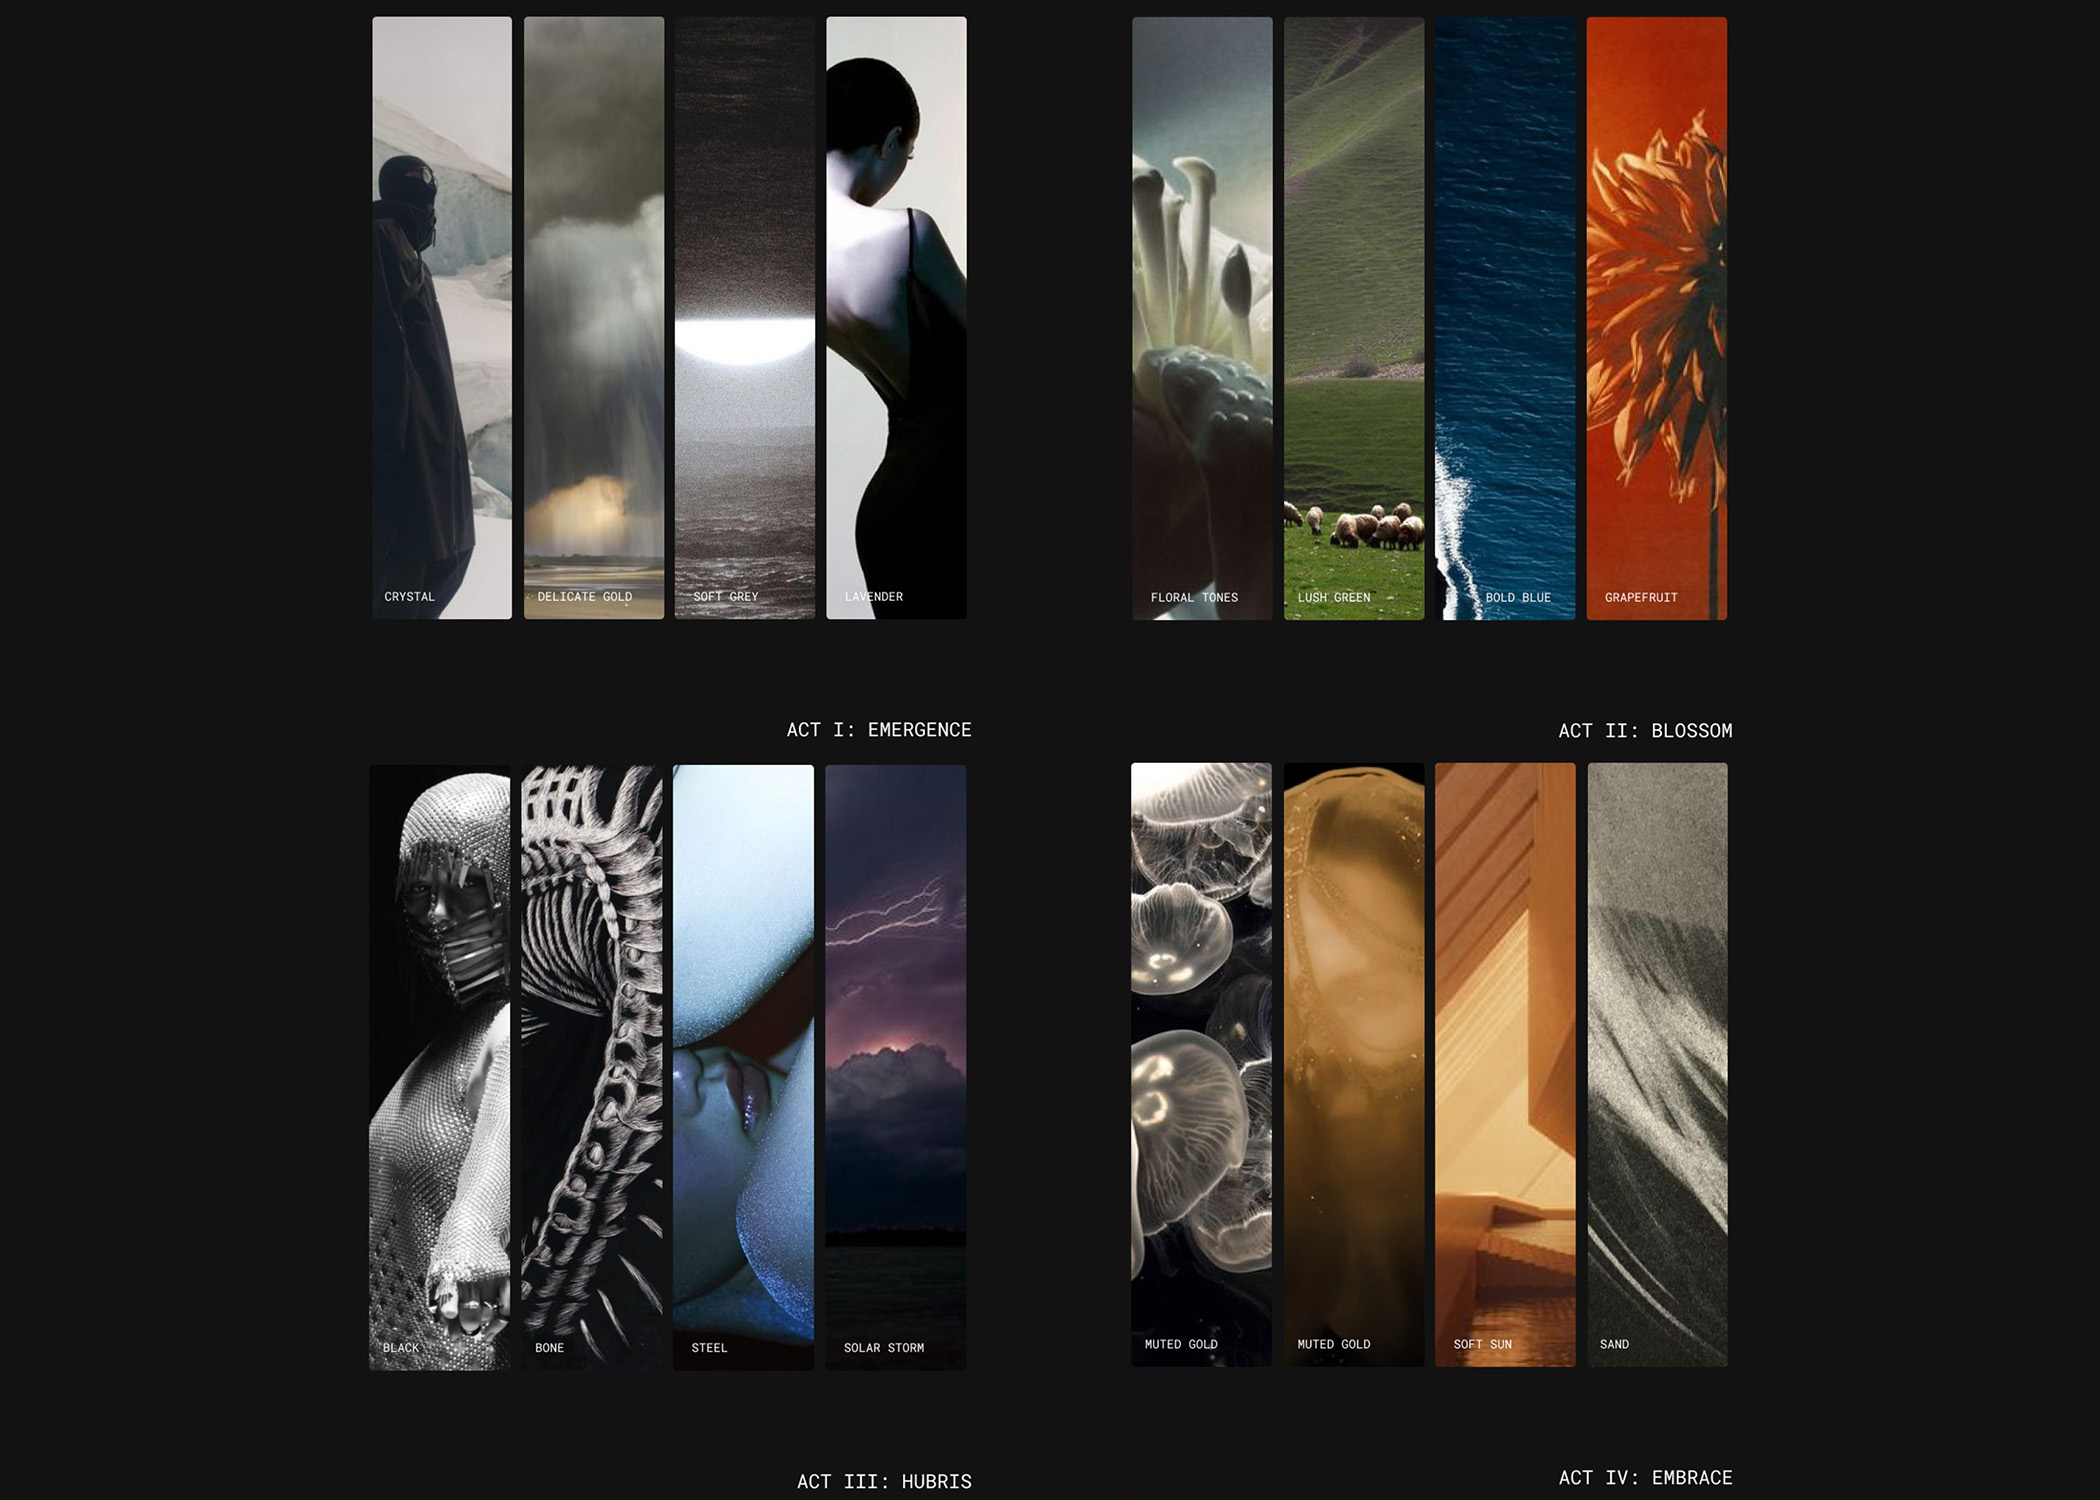 CRYSTAL
DELICATE GOLD
SOFT GREY
LAVENDER
ACT I: EMERGENCE
FLORAL TONES
LUSH GREEN
BOLD BLUE
GRAPEFRUIT
ACT II: BLOSSOM
BLACK
BONE
STEEL
SOLAR STORM
ACT III: HUBRIS
MUTED GOLD
MUTED GOLD
SOFT SUN
SAND
ACT IV: EMBRACE